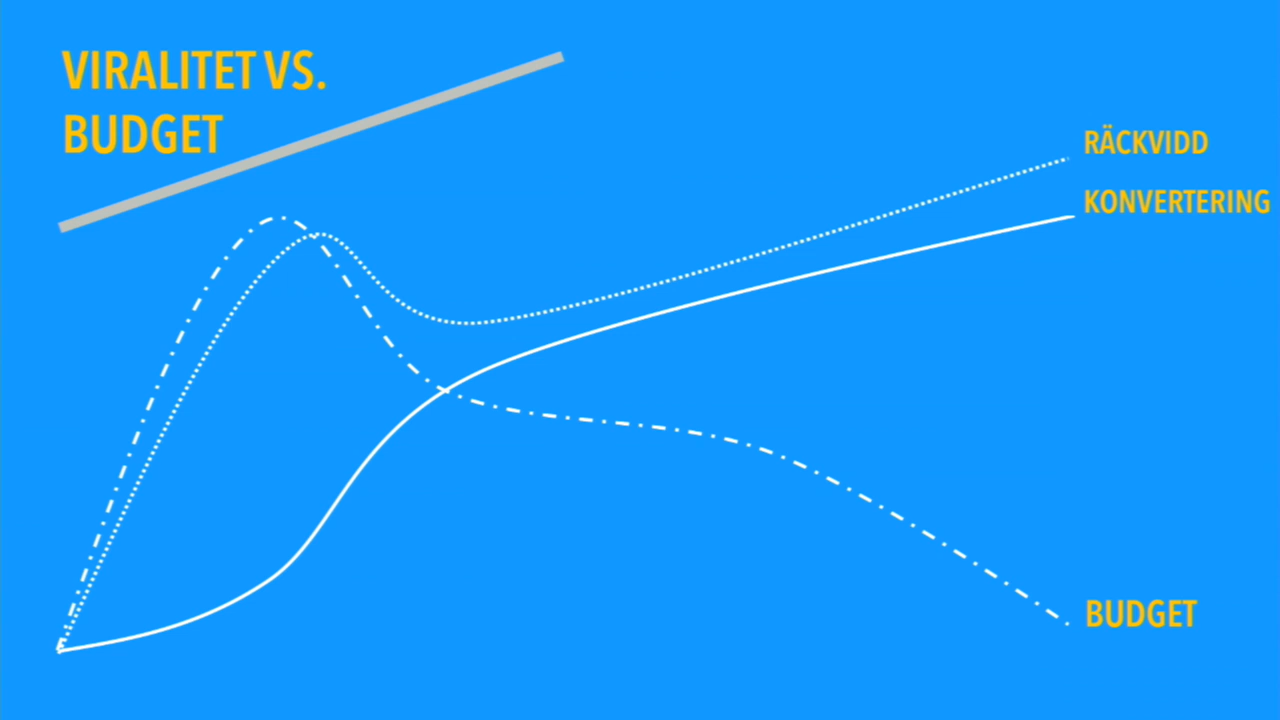 VIRALITET VS.
BUDGET
RÄCKVIDD
KONVERTERING
BUDGET